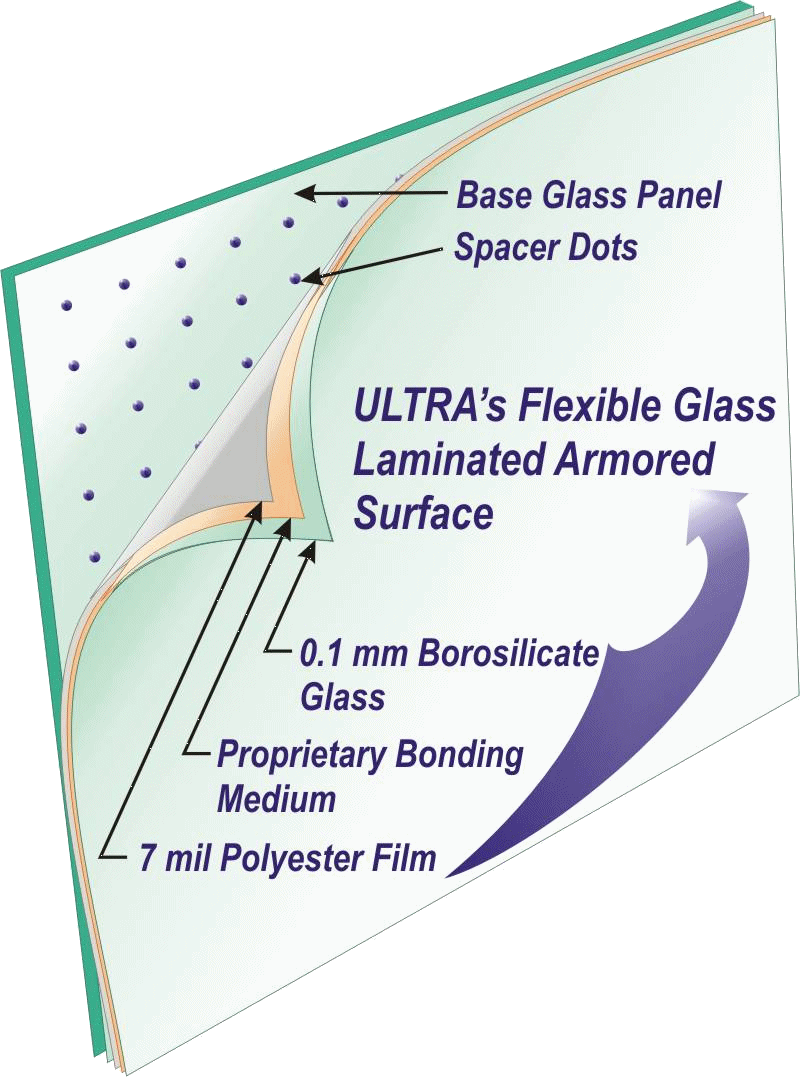 Base Glass Panel
Spacer Dots
ULTRA’s Flexible Glass
Laminated Armored
Surface
0.1 mm Borosilicate
Glass
Proprietary Bonding
Medium
7 mil Polyester Film